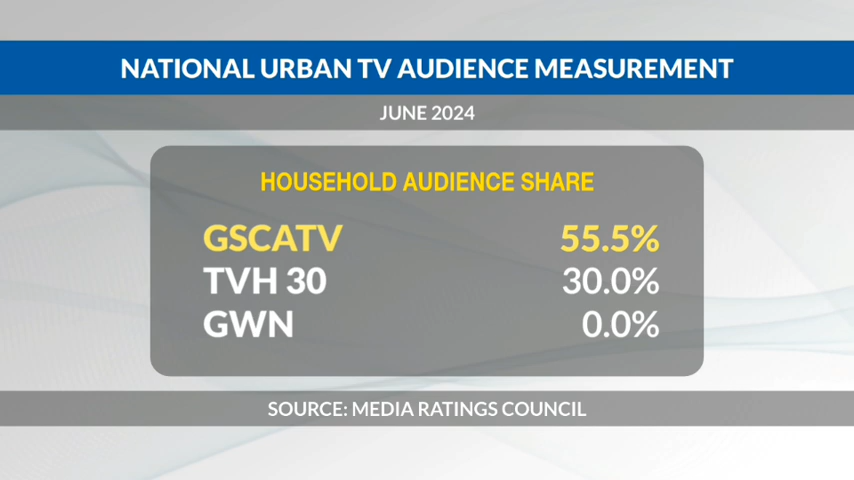 NATIONAL URBAN TV AUDIENCE MEASUREMENT
JUNE 2024
HOUSEHOLD AUDIENCE SHARE
GSCATV 55.5%
TVH 30 30.0%
GWN 0.0%
SOURCE: MEDIA RATINGS COUNCIL